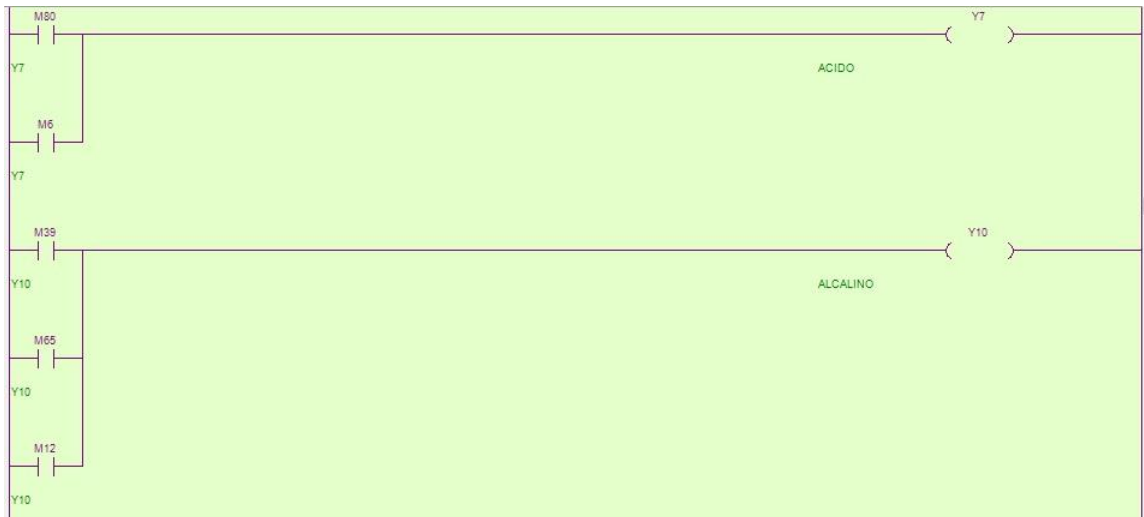 M80 Y7
Y7 ACIDO
M6
Y7
M39 Y10
Y10 ALCALINO
M65
Y10
M12
Y10